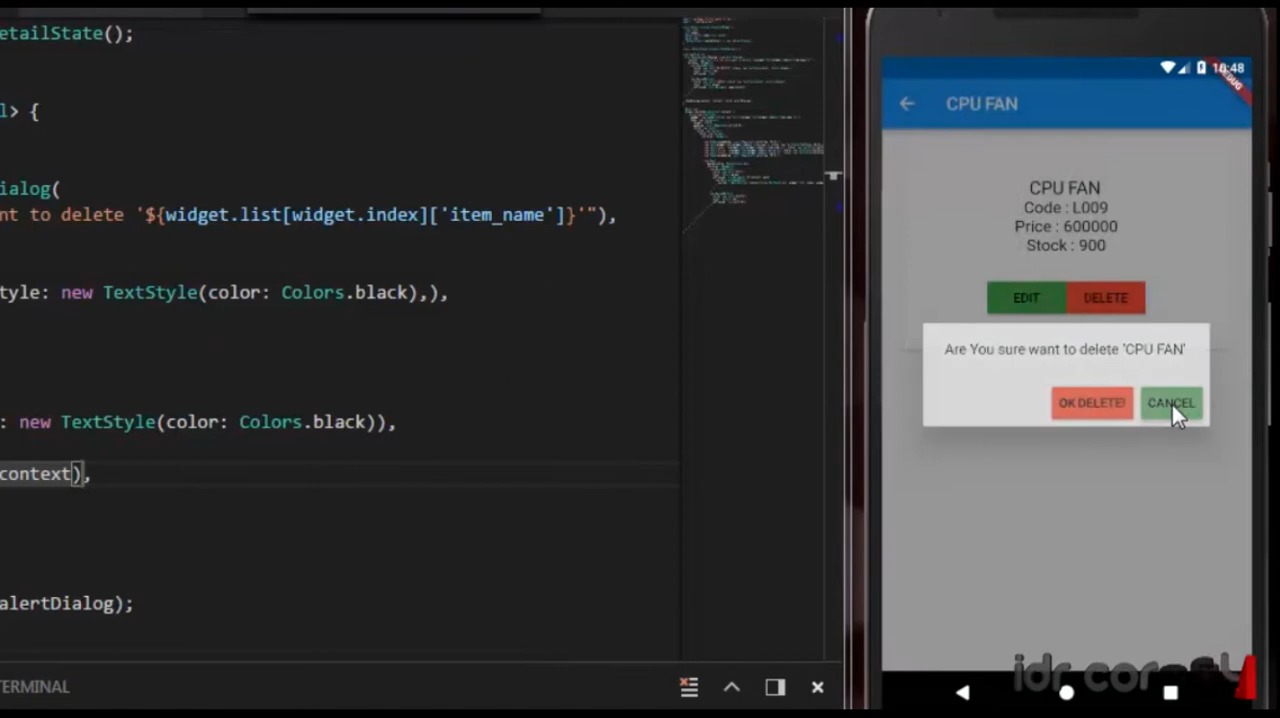 etailState();
l> {
ialog(
nt to delete '${widget.list[widget.index]['item_name']}'"),
tyle: new TextStyle(color: Colors.black),),
: new TextStyle(color: Colors.black)),
context),
alertDialog);
TERMINAL
16:48
CPU FAN
CPU FAN
Code : L009
Price : 600000
Stock : 900
EDIT
DELETE
Are You sure want to delete 'CPU FAN'
OK DELETE!
CANCEL
idr